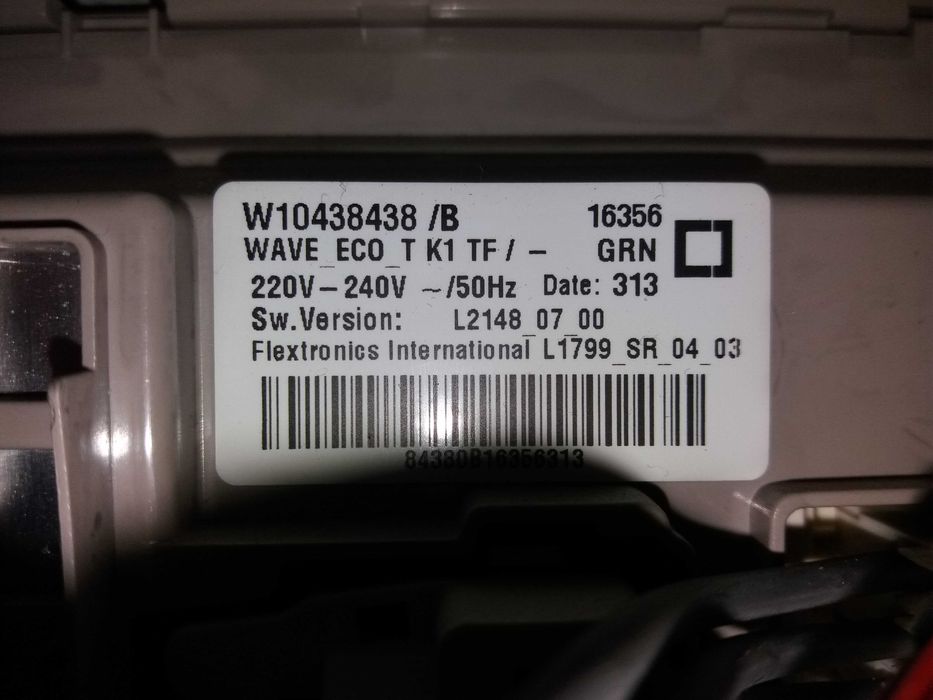 W10438438 /B 16356
WAVE_ECO_T K1 TF / – GRN
220V – 240V ~/50Hz Date: 313
Sw.Version: L2148_07_00
Flextronics International L1799_SR_04_03
84380B16356313